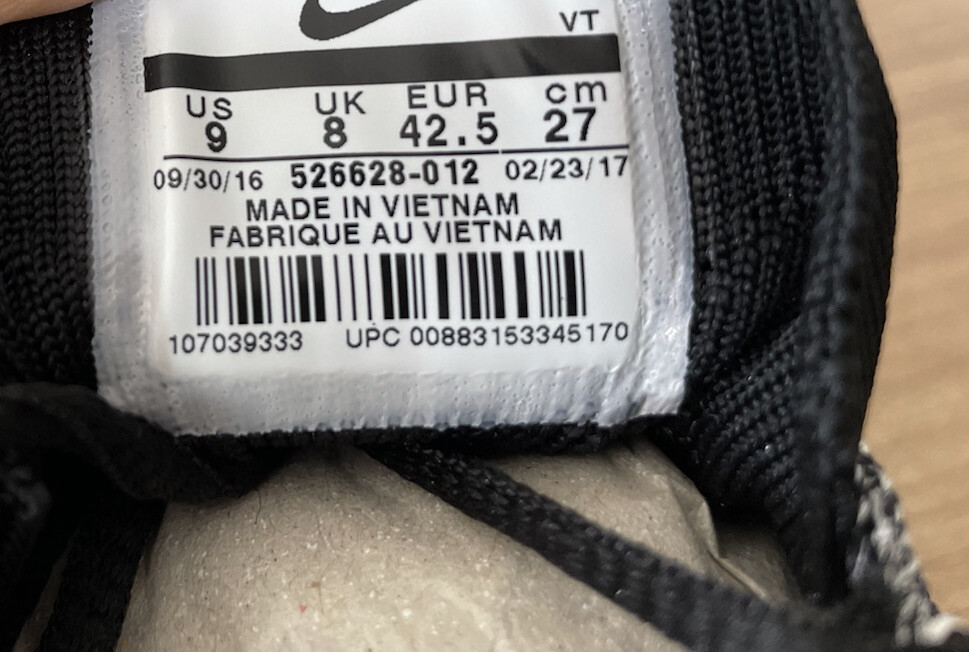 VT
US UK EUR cm
9 8 42.5 27
09/30/16 526628-012 02/23/17
MADE IN VIETNAM
FABRIQUE AU VIETNAM
107039333 UPC 00883153345170